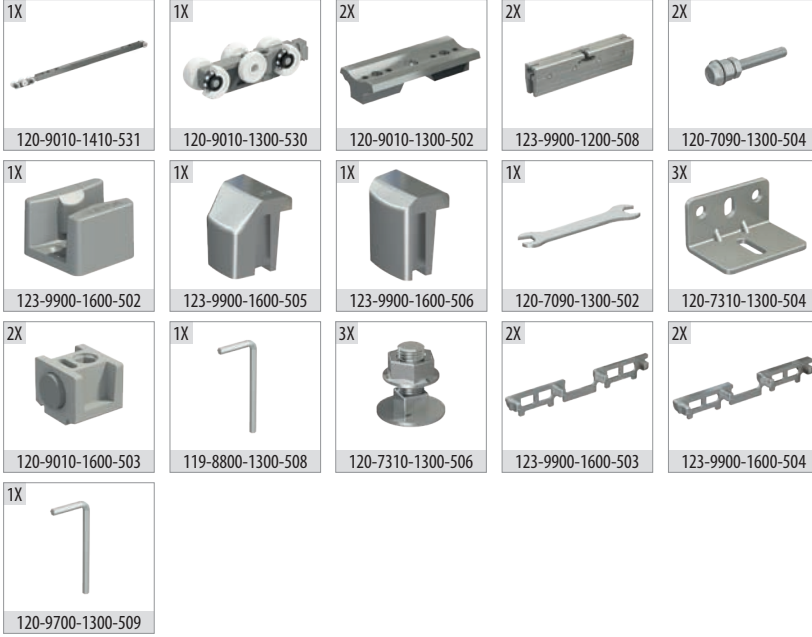 1X
120-9010-1410-531
1X
120-9010-1300-530
2X
120-9010-1300-502
2X
123-9900-1200-508
2X
120-7090-1300-504
1X
123-9900-1600-502
1X
123-9900-1600-505
1X
123-9900-1600-506
1X
120-7090-1300-502
3X
120-7310-1300-504
2X
120-9010-1600-503
1X
119-8800-1300-508
3X
120-7310-1300-506
2X
123-9900-1600-503
2X
123-9900-1600-504
1X
120-9700-1300-509